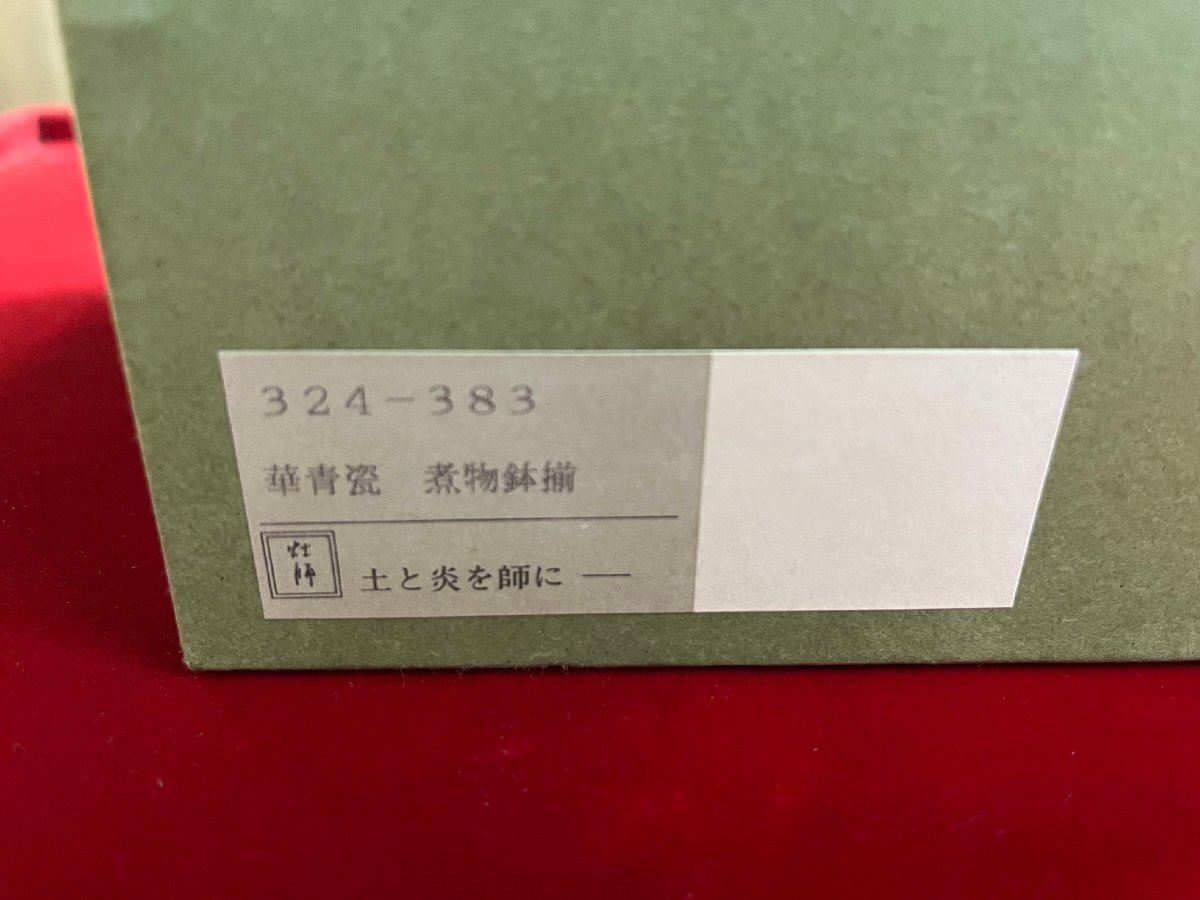 324-383
華青瓷　煮物鉢揃
土と炎を師に ──